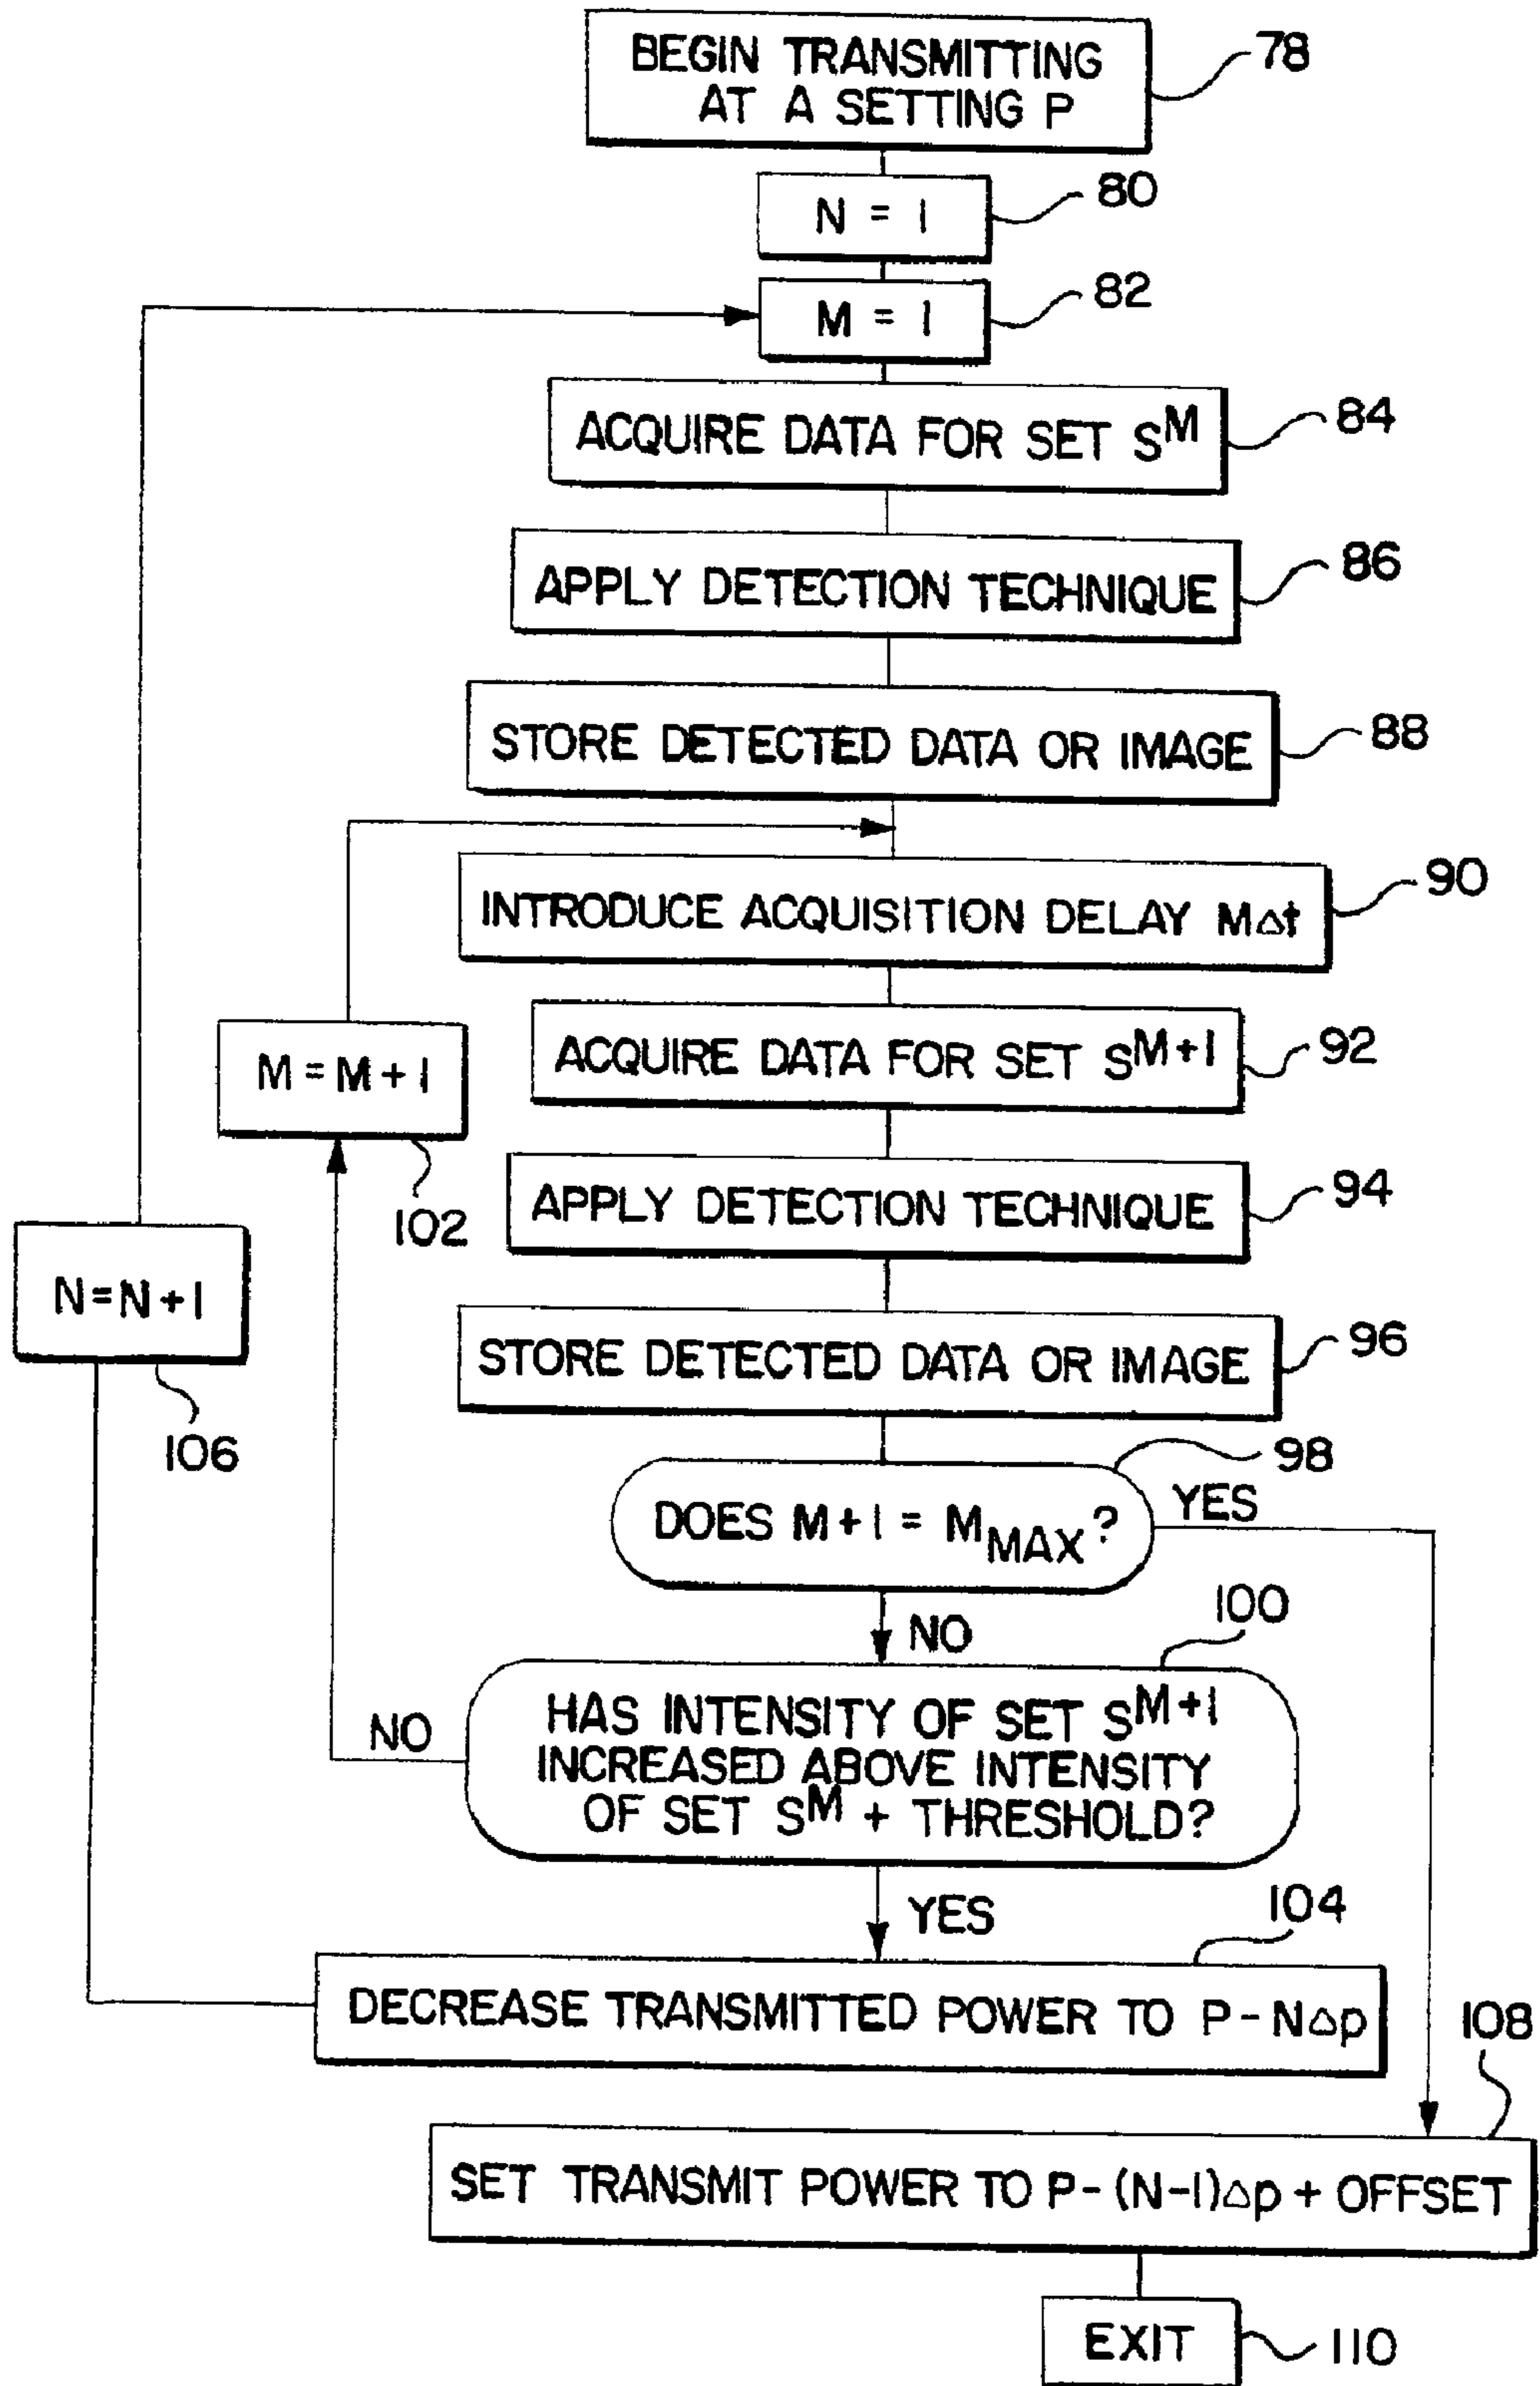 BEGIN TRANSMITTING
AT A SETTING P
78
N = 1
80
M = 1
82
ACQUIRE DATA FOR SET S^M
84
APPLY DETECTION TECHNIQUE
86
STORE DETECTED DATA OR IMAGE
88
INTRODUCE ACQUISITION DELAY M△t
90
ACQUIRE DATA FOR SET S^M+1
92
M = M + 1
102
APPLY DETECTION TECHNIQUE
94
N = N + 1
106
STORE DETECTED DATA OR IMAGE
96
DOES M + 1 = M_MAX ?
98
YES
NO
100
HAS INTENSITY OF SET S^M+1
INCREASED ABOVE INTENSITY
OF SET S^M + THRESHOLD?
NO
YES
104
DECREASE TRANSMITTED POWER TO P - N△p
108
SET TRANSMIT POWER TO P - (N-1)△p + OFFSET
EXIT
110